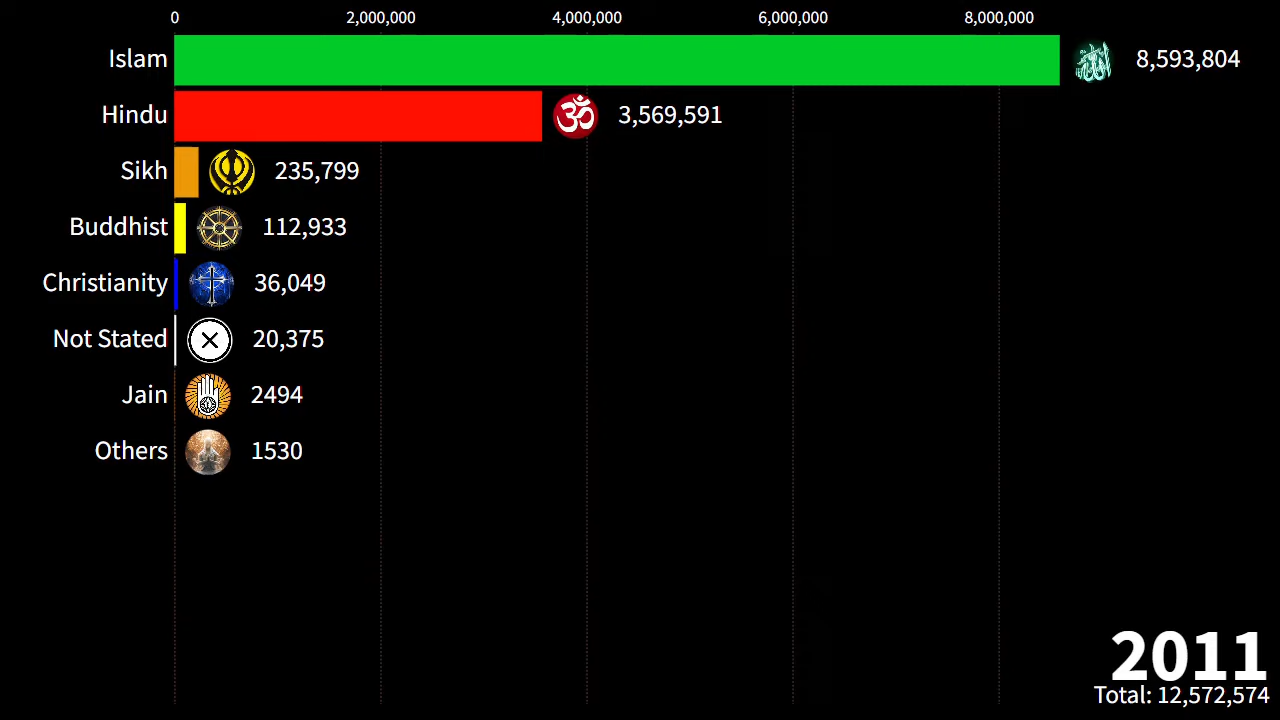 0 2,000,000 4,000,000 6,000,000 8,000,000
Islam الله 8,593,804
Hindu ॐ 3,569,591
Sikh 235,799
Buddhist 112,933
Christianity 36,049
Not Stated 20,375
Jain 2494
Others 1530
2011
Total: 12,572,574